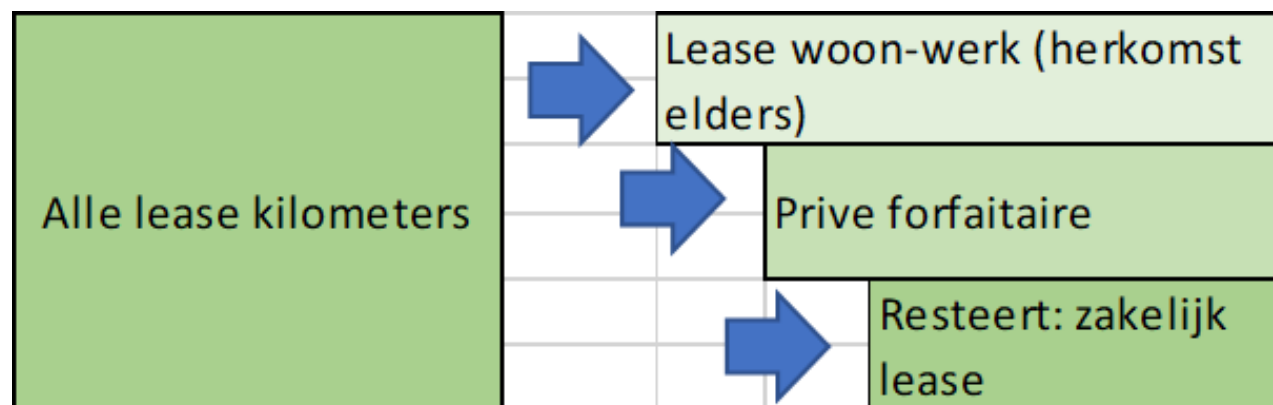 Alle lease kilometers
Lease woon-werk (herkomst
elders)
Prive forfaitaire
Resteert: zakelijk
lease